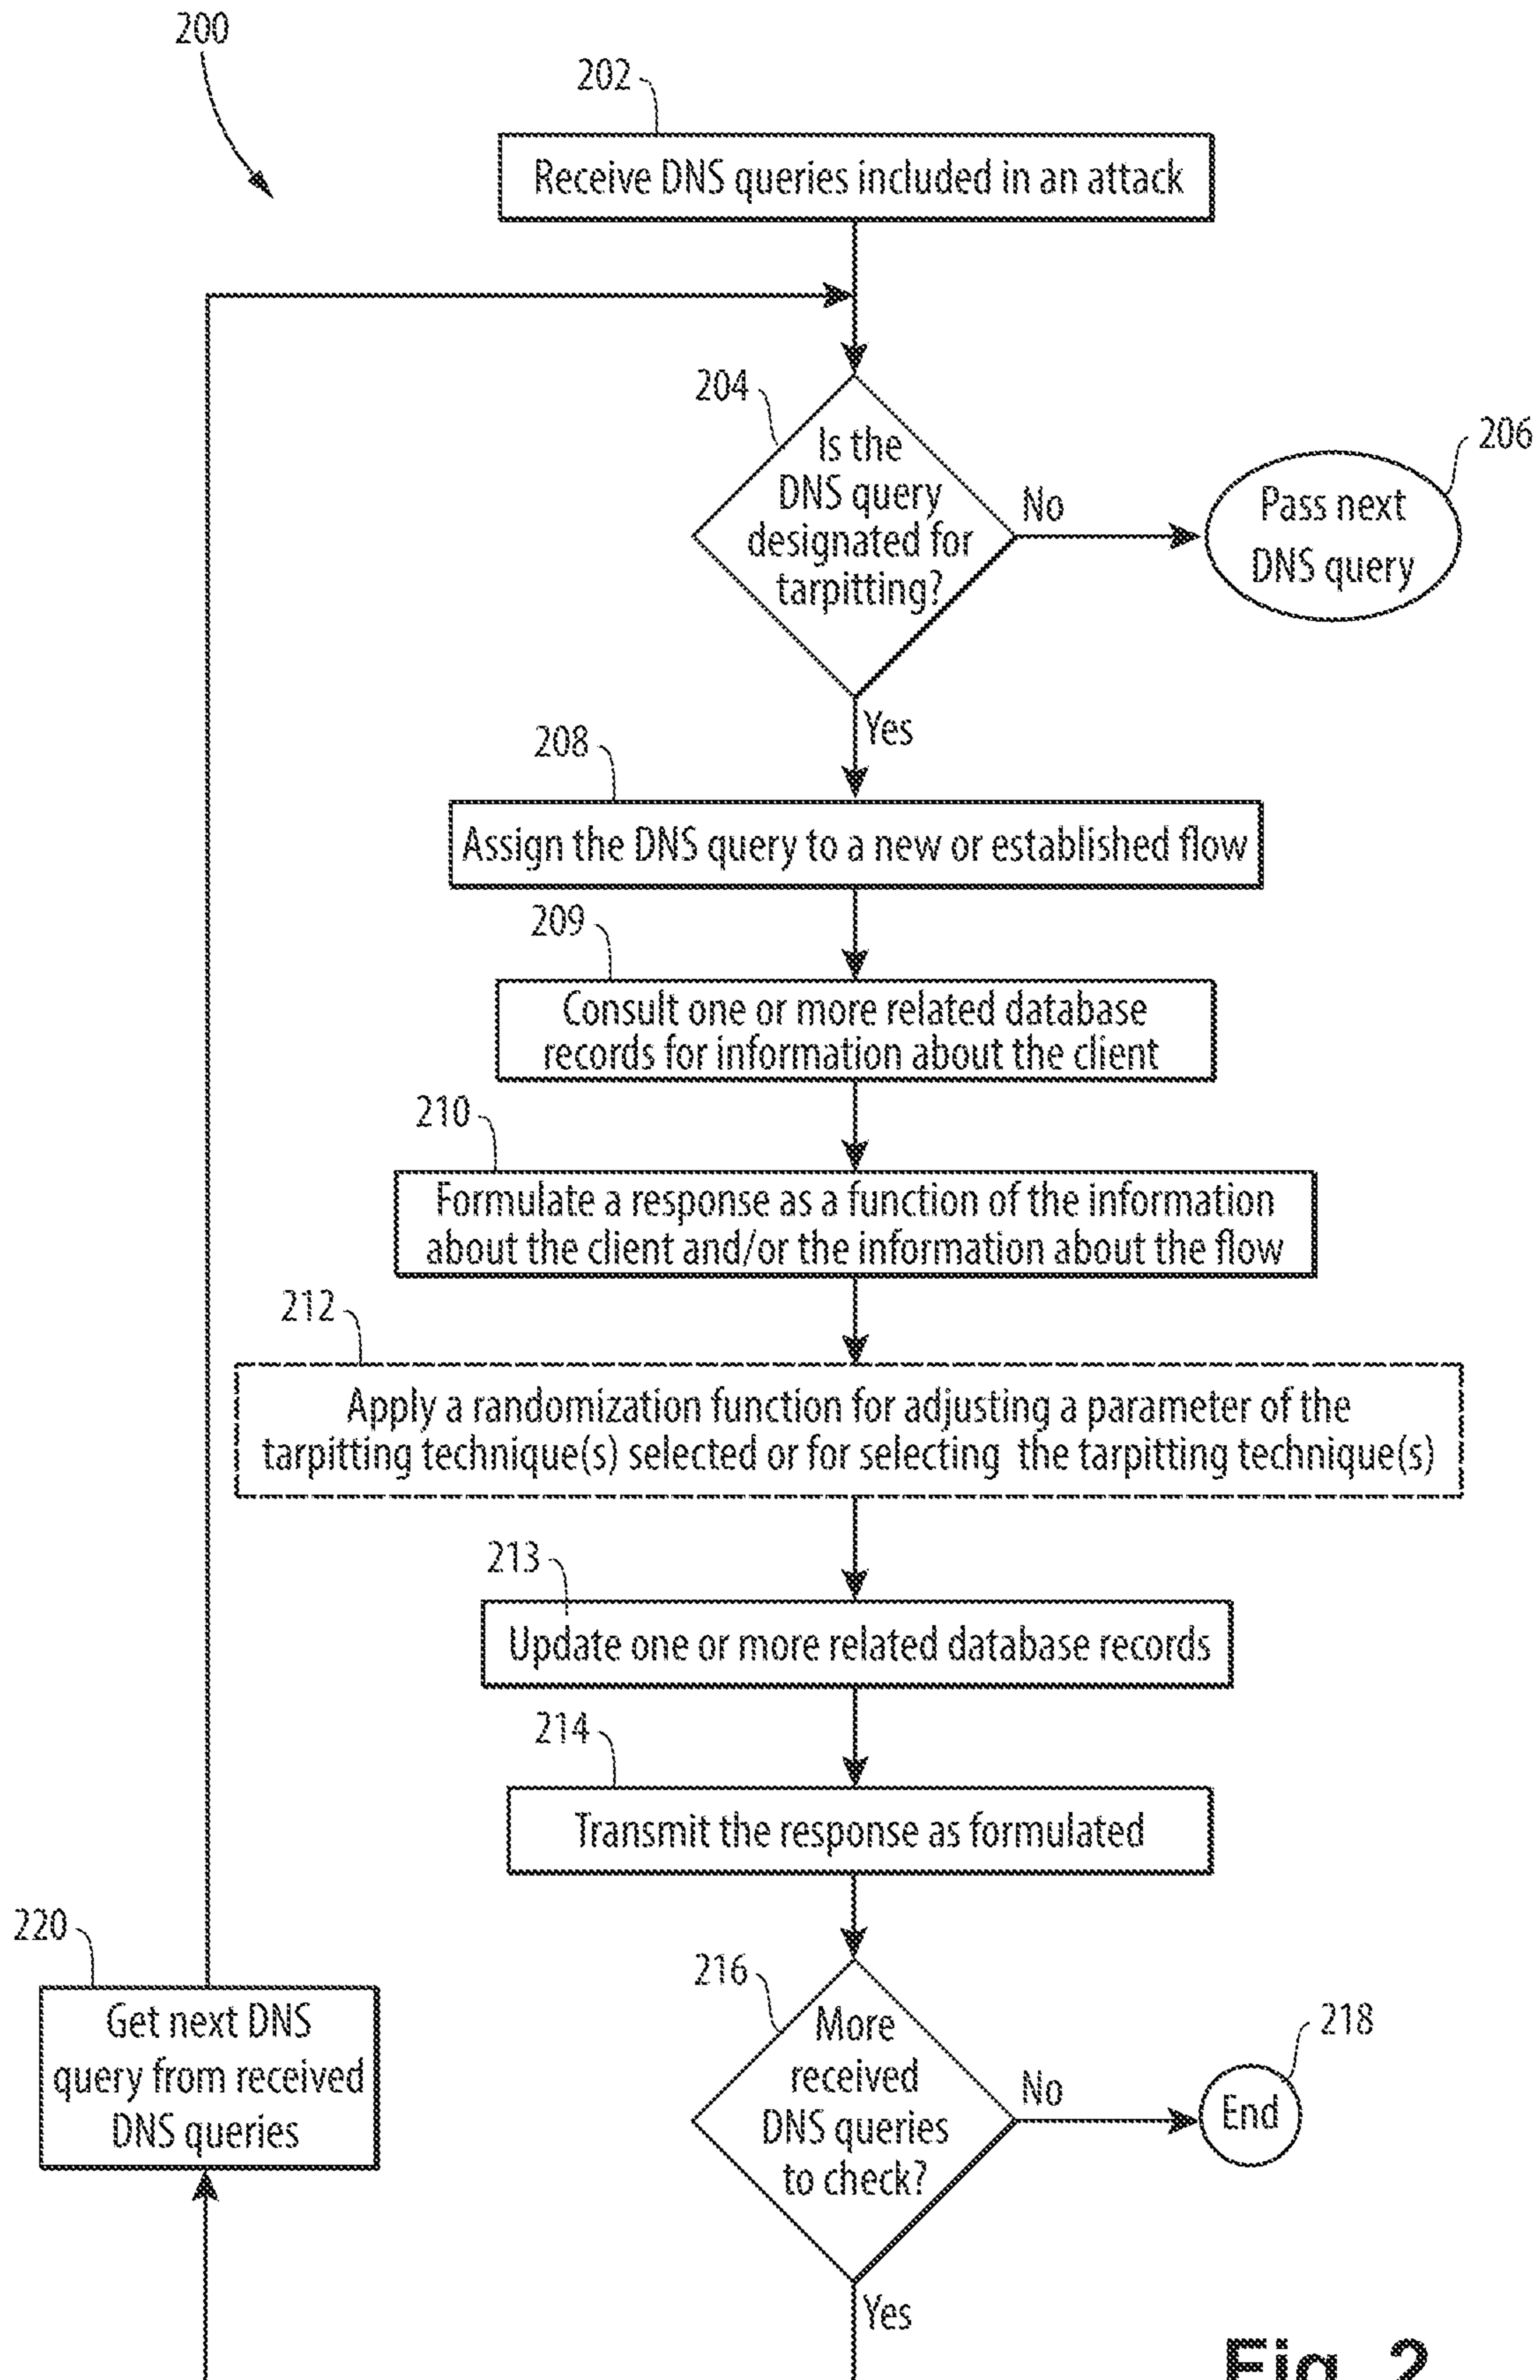 200
202
Receive DNS queries included in an attack
204
Is the
DNS query
designated for
tarpitting?
No
206
Pass next
DNS query
Yes
208
Assign the DNS query to a new or established flow
209
Consult one or more related database
records for information about the client
210
Formulate a response as a function of the information
about the client and/or the information about the flow
212
Apply a randomization function for adjusting a parameter of the
tarpitting technique(s) selected or for selecting the tarpitting technique(s)
213
Update one or more related database records
214
Transmit the response as formulated
220
Get next DNS
query from received
DNS queries
216
More
received
DNS queries
to check?
No
218
End
Yes
Fig. 2